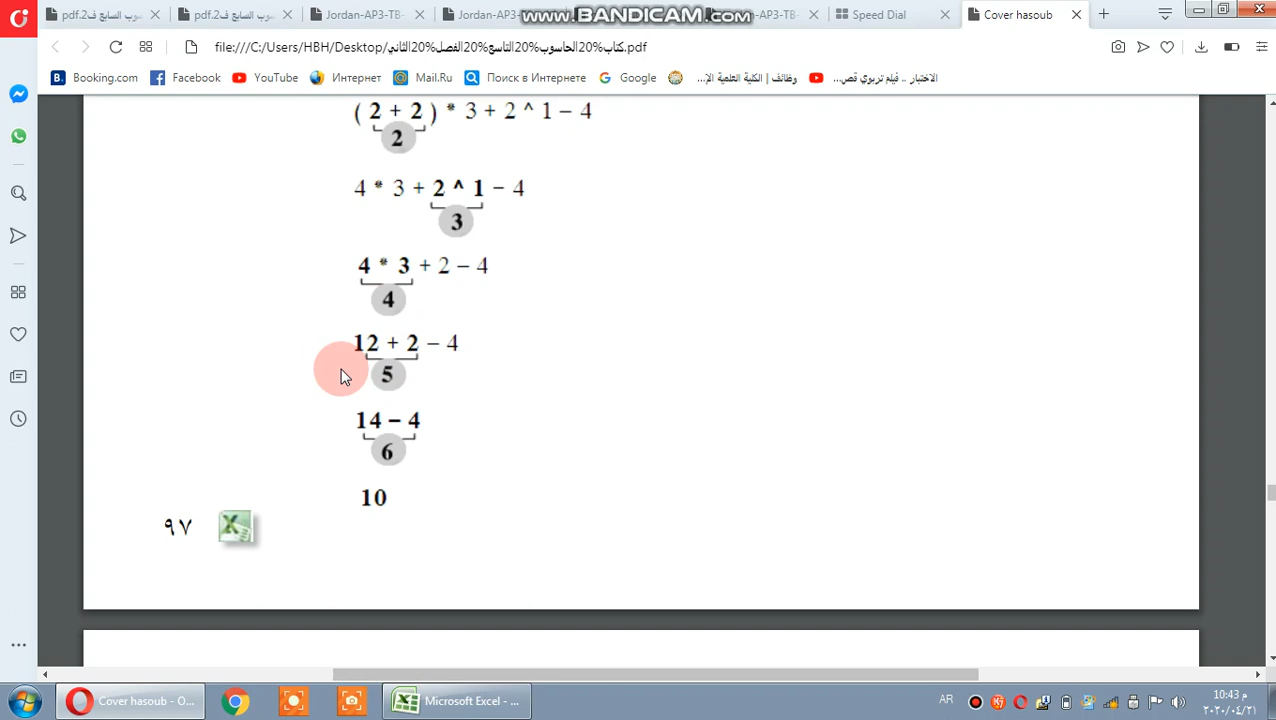 سوب السابع ف2.pdf
سوب السابع ف2.pdf
Jordan-AP3-TB-
Jordan-AP3-
-AP3-TB-
Speed Dial
Cover hasoub
www.BANDICAM.com
file:///C:/Users/HBH/Desktop/كتاب%20الحاسوب%20التاسع%20الفصل%20الثاني.pdf
Booking.com
Facebook
YouTube
Интернет
Mail.Ru
Поиск в Интернете
Google
وظائف | الكلية العلمية الإ...
الاختبار .. فيلم تربوي قص...
( 2 + 2 ) * 3 + 2 ^ 1 – 4
2
4 * 3 + 2 ^ 1 – 4
3
4 * 3 + 2 – 4
4
12 + 2 – 4
5
14 – 4
6
10
٩٧
Cover hasoub - O...
Microsoft Excel - ...
AR
10:43 م
٢٠٢٠/٠٤/٢١